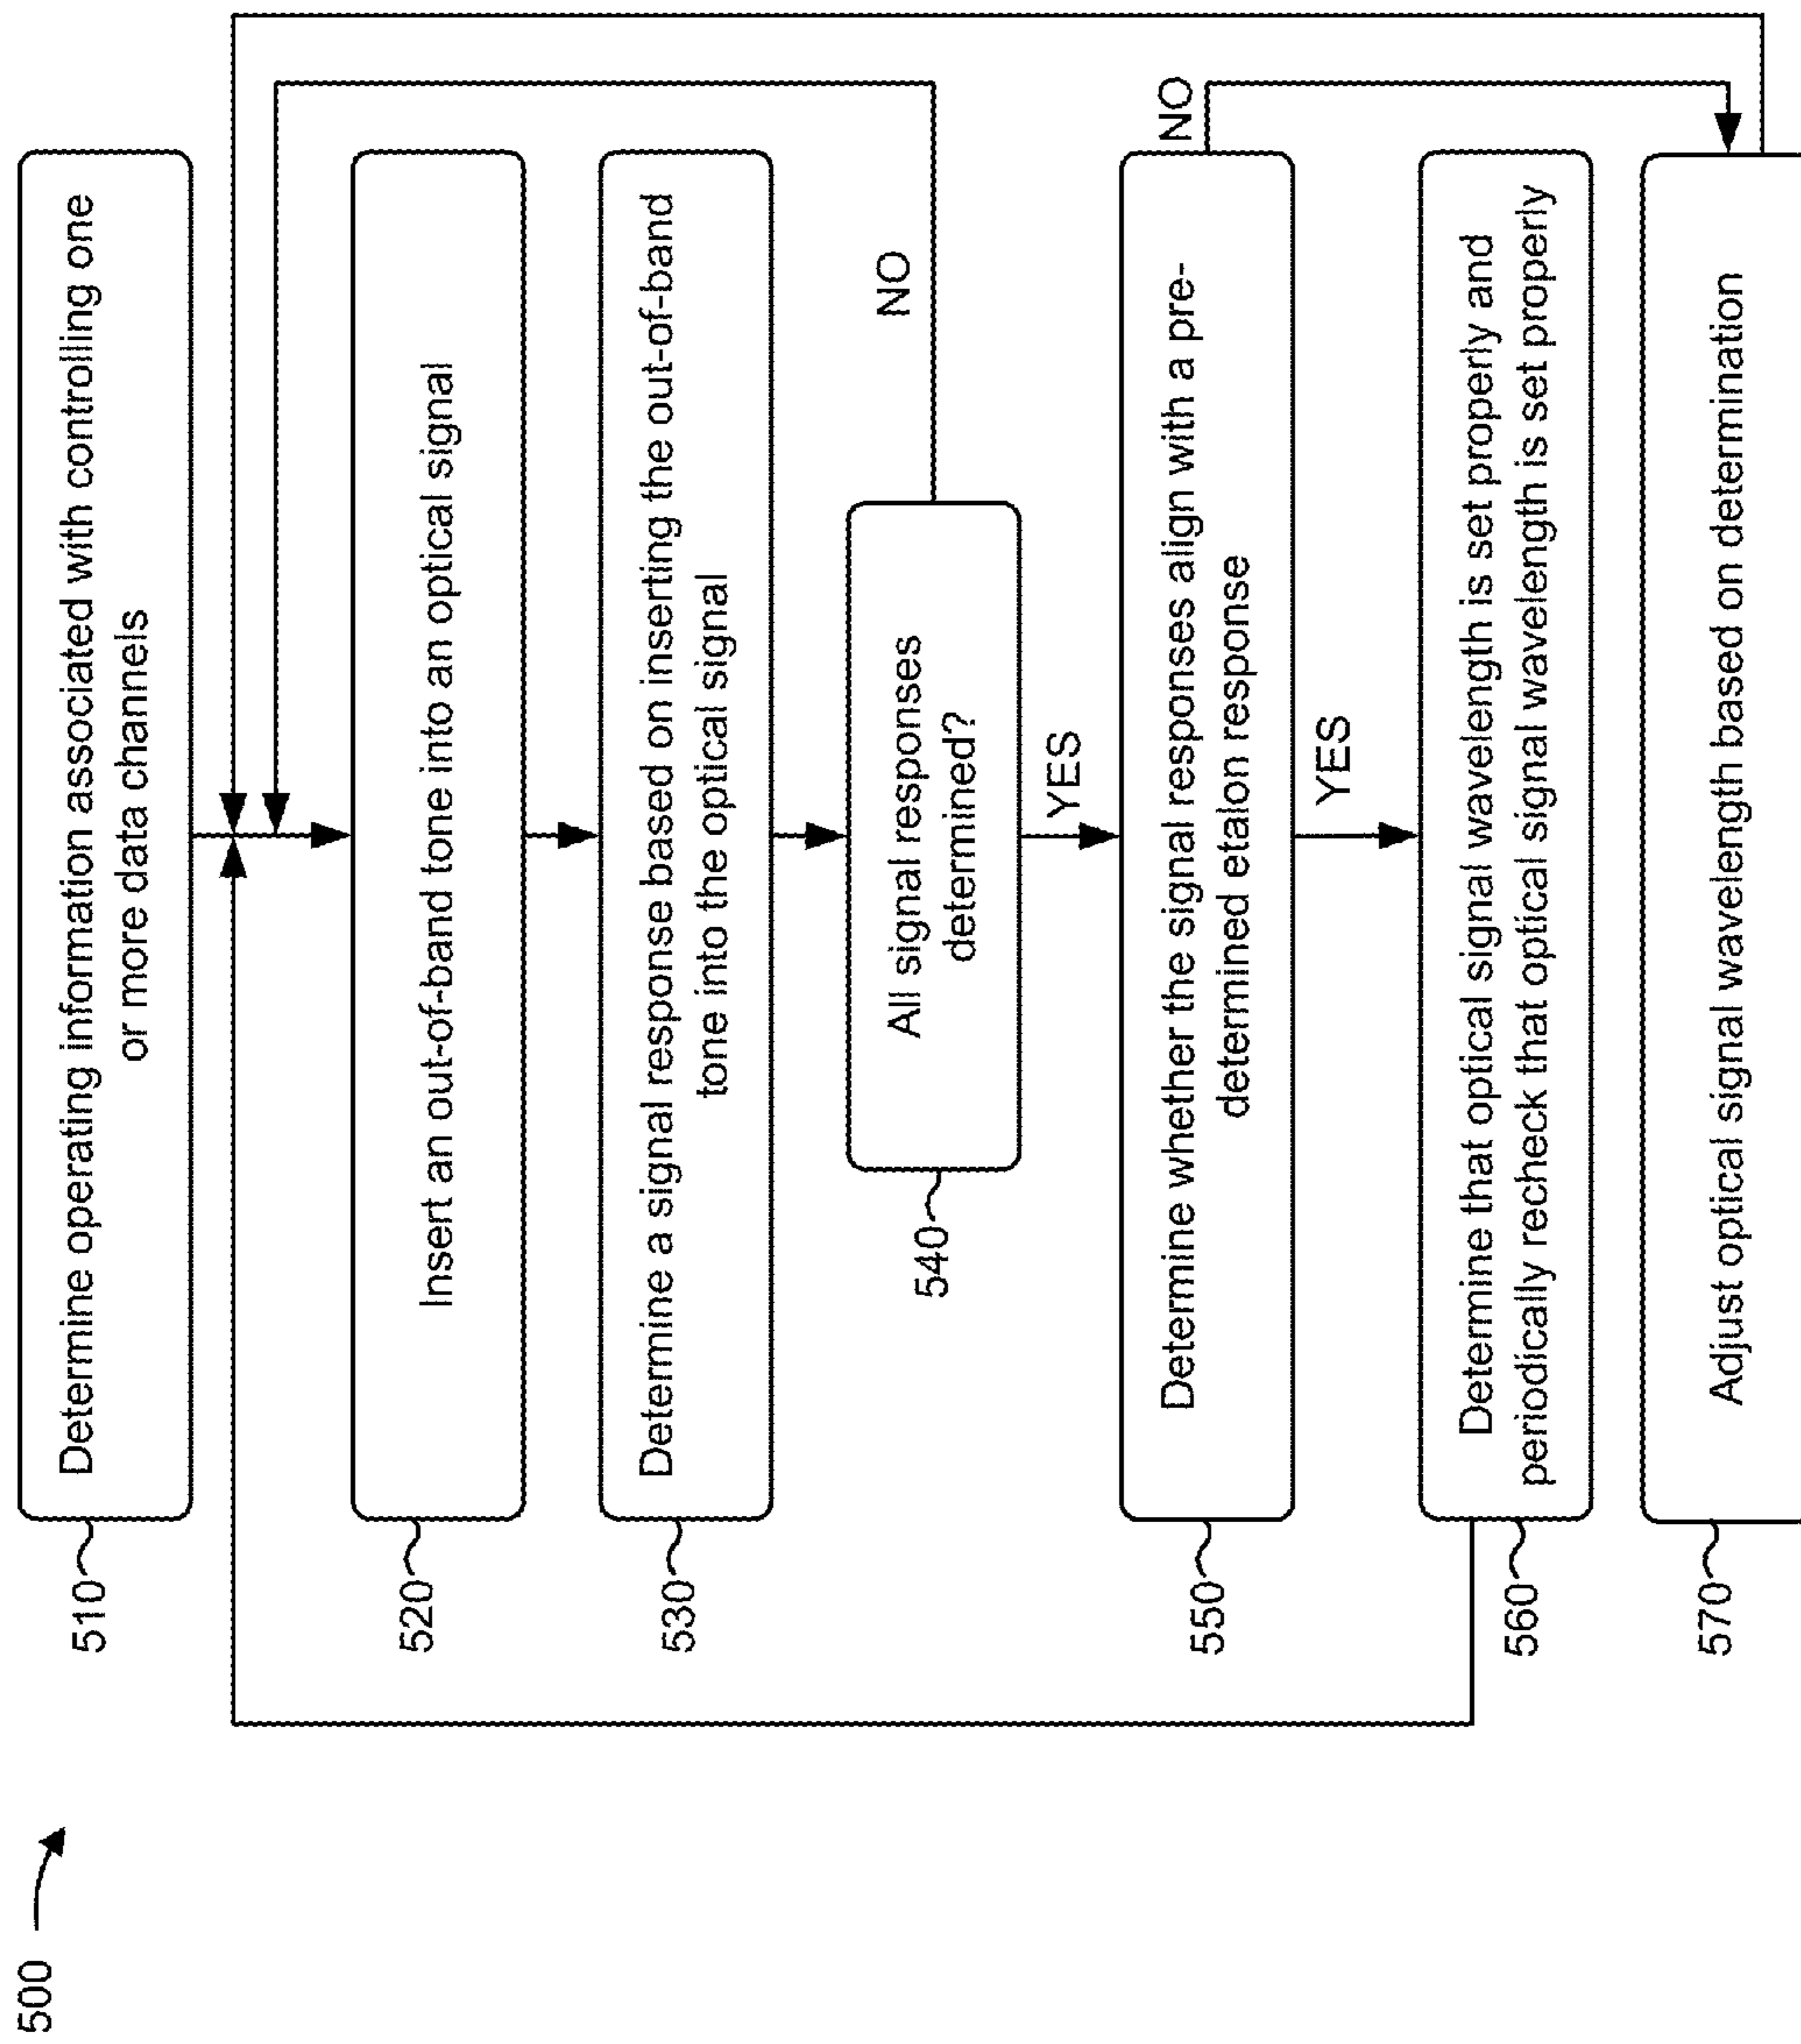 500
510
Determine operating information associated with controlling one
or more data channels
520
Insert an out-of-band tone into an optical signal
530
Determine a signal response based on inserting the out-of-band
tone into the optical signal
540
All signal responses
determined?
NO
YES
550
Determine whether the signal responses align with a pre-
determined etalon response
NO
YES
560
Determine that optical signal wavelength is set properly and
periodically recheck that optical signal wavelength is set properly
570
Adjust optical signal wavelength based on determination